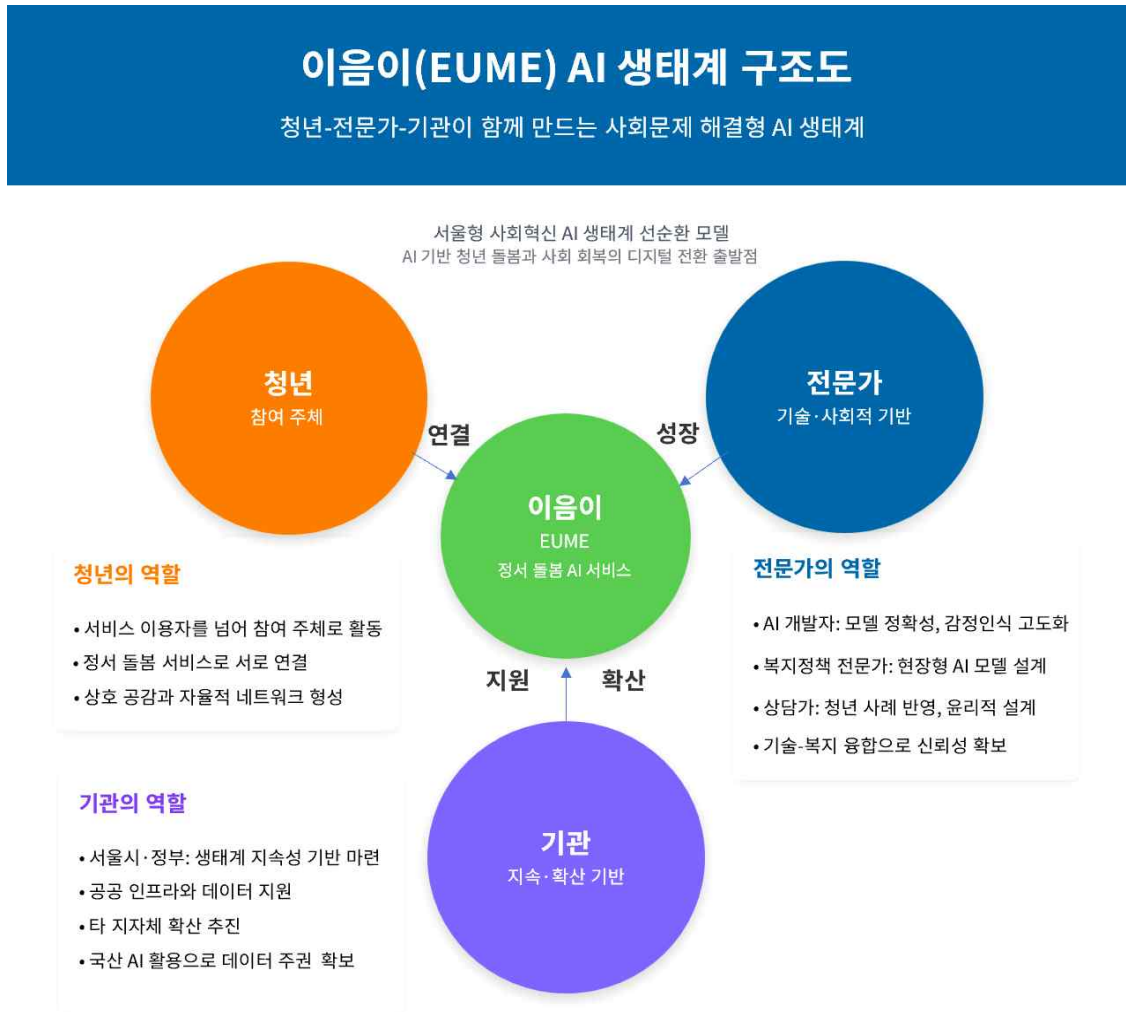 이음이(EUME) AI 생태계 구조도
청년-전문가-기관이 함께 만드는 사회문제 해결형 AI 생태계
서울형 사회혁신 AI 생태계 선순환 모델
AI 기반 청년 돌봄과 사회 회복의 디지털 전환 출발점
청년
참여 주체
전문가
기술·사회적 기반
연결
성장
이음이
EUME
정서 돌봄 AI 서비스
청년의 역할
• 서비스 이용자를 넘어 참여 주체로 활동
• 정서 돌봄 서비스로 서로 연결
• 상호 공감과 자율적 네트워크 형성
전문가의 역할
• AI 개발자: 모델 정확성, 감정인식 고도화
• 복지정책 전문가: 현장형 AI 모델 설계
• 상담가: 청년 사례 반영, 윤리적 설계
• 기술-복지 융합으로 신뢰성 확보
지원
확산
기관의 역할
• 서울시·정부: 생태계 지속성 기반 마련
• 공공 인프라와 데이터 지원
• 타 지자체 확산 추진
• 국산 AI 활용으로 데이터 주권 확보
기관
지속·확산 기반